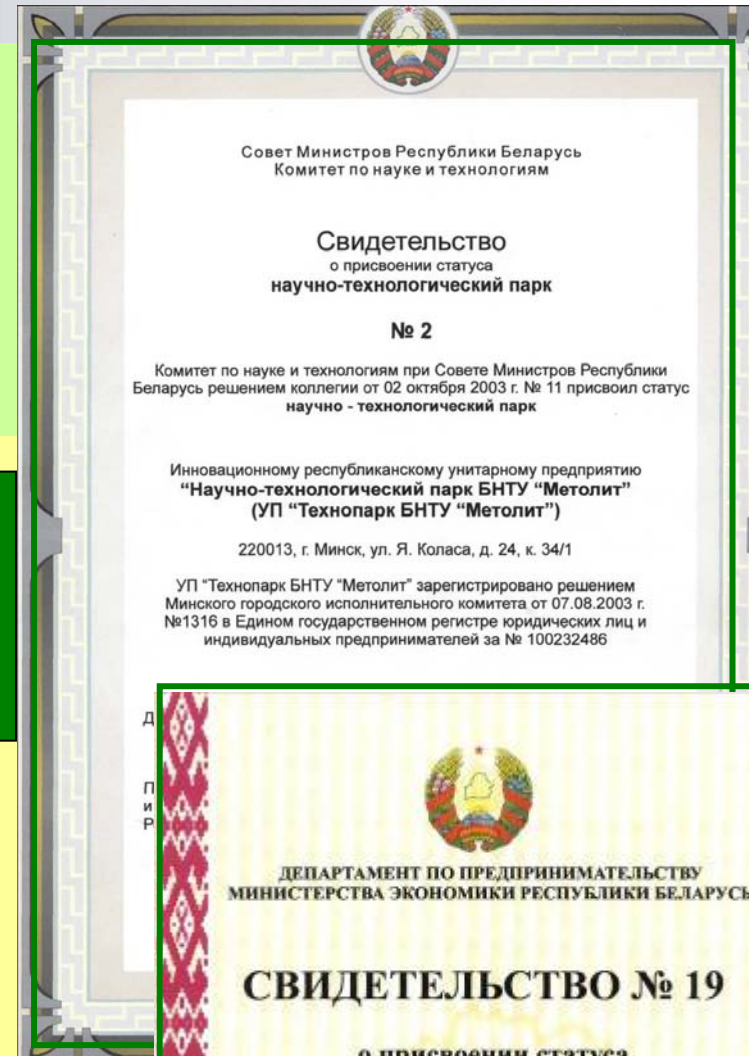 Совет Министров Республики Беларусь
Комитет по науке и технологиям
Свидетельство
о присвоении статуса
научно-технологический парк
№ 2
Комитет по науке и технологиям при Совете Министров Республики
Беларусь решением коллегии от 02 октября 2003 г. № 11 присвоил статус
научно - технологический парк
Инновационному республиканскому унитарному предприятию
“Научно-технологический парк БНТУ “Метолит”
(УП “Технопарк БНТУ “Метолит”)
220013, г. Минск, ул. Я. Коласа, д. 24, к. 34/1
УП “Технопарк БНТУ “Метолит” зарегистрировано решением
Минского городского исполнительного комитета от 07.08.2003 г.
№1316 в Едином государственном регистре юридических лиц и
индивидуальных предпринимателей за № 100232486
ДЕПАРТАМЕНТ ПО ПРЕДПРИНИМАТЕЛЬСТВУ
МИНИСТЕРСТВА ЭКОНОМИКИ РЕСПУБЛИКИ БЕЛАРУСЬ
СВИДЕТЕЛЬСТВО № 19
о присвоении статуса